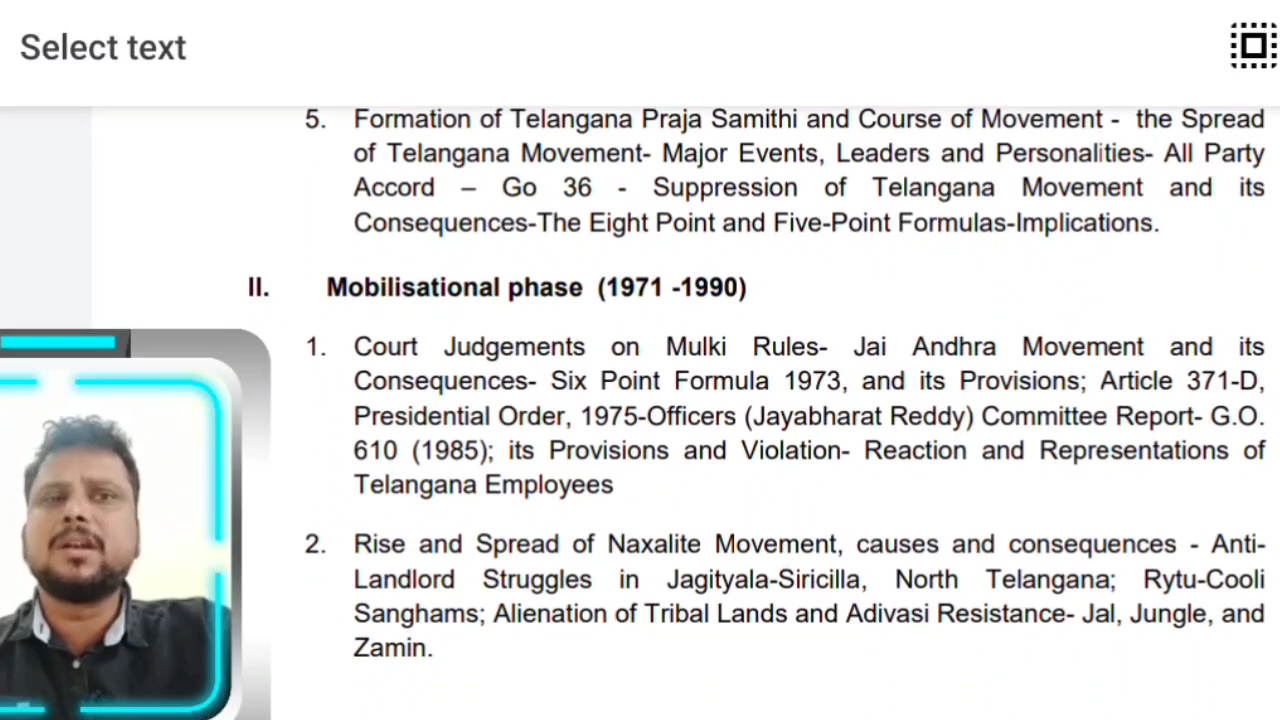 Select text
5. Formation of Telangana Praja Samithi and Course of Movement - the Spread
of Telangana Movement- Major Events, Leaders and Personalities- All Party
Accord – Go 36 - Suppression of Telangana Movement and its
Consequences-The Eight Point and Five-Point Formulas-Implications.
II. Mobilisational phase (1971 -1990)
1. Court Judgements on Mulki Rules- Jai Andhra Movement and its
Consequences- Six Point Formula 1973, and its Provisions; Article 371-D,
Presidential Order, 1975-Officers (Jayabharat Reddy) Committee Report- G.O.
610 (1985); its Provisions and Violation- Reaction and Representations of
Telangana Employees
2. Rise and Spread of Naxalite Movement, causes and consequences - Anti-
Landlord Struggles in Jagityala-Siricilla, North Telangana; Rytu-Cooli
Sanghams; Alienation of Tribal Lands and Adivasi Resistance- Jal, Jungle, and
Zamin.